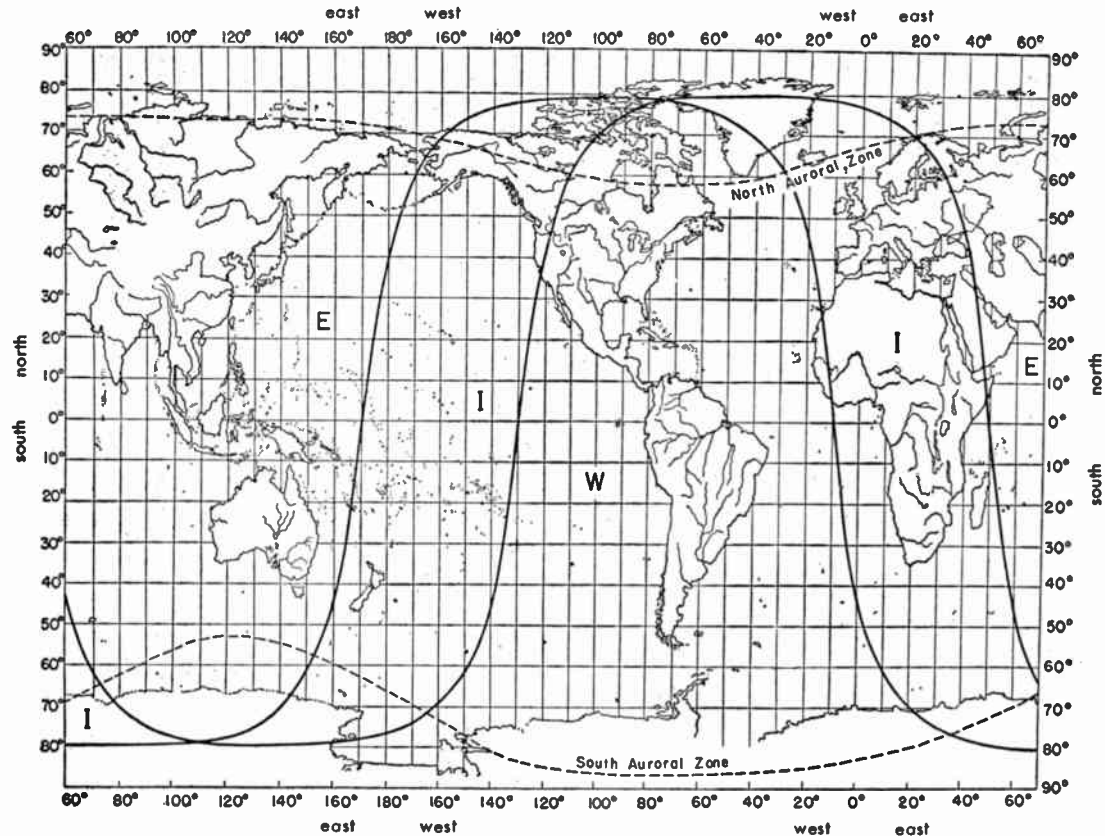 east west west east
60° 80° 100° 120° 140° 160° 180° 160° 140° 120° 100° 80° 60° 40° 20° 0° 20° 40° 60°
90° 90°
80° 80°
70° 70°
60° North Auroral Zone 60°
50° 50°
40° 40°
30° E 30°
20° I 20°
north E north
10° I 10°
0° 0°
south south
10° 10°
20° W 20°
30° 30°
40° 40°
50° 50°
60° 60°
70° 70°
I
80° South Auroral Zone 80°
90° 90°
60° 80° 100° 120° 140° 160° 180° 160° 140° 120° 100° 80° 60° 40° 20° 0° 20° 40° 60°
east west west east